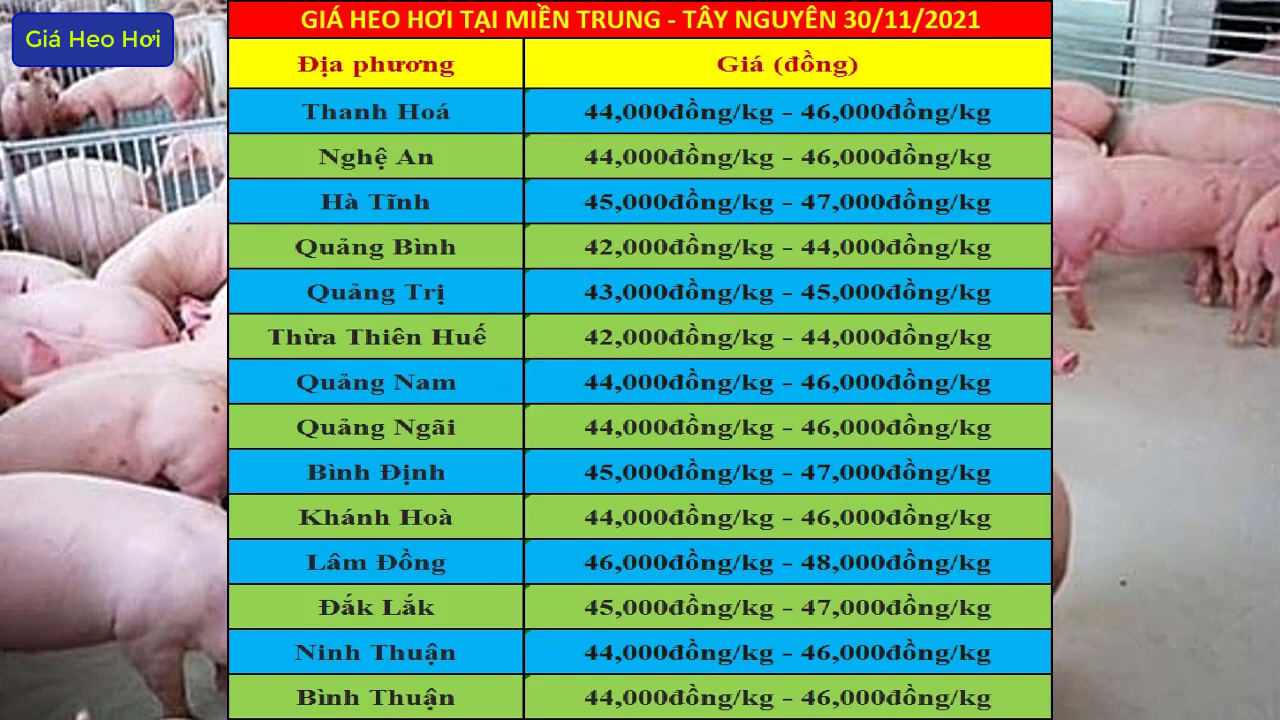 Giá Heo Hơi
GIÁ HEO HƠI TẠI MIỀN TRUNG - TÂY NGUYÊN 30/11/2021
Địa phương Giá (đồng)
Thanh Hoá 44,000đồng/kg - 46,000đồng/kg
Nghệ An 44,000đồng/kg - 46,000đồng/kg
Hà Tĩnh 45,000đồng/kg - 47,000đồng/kg
Quảng Bình 42,000đồng/kg - 44,000đồng/kg
Quảng Trị 43,000đồng/kg - 45,000đồng/kg
Thừa Thiên Huế 42,000đồng/kg - 44,000đồng/kg
Quảng Nam 44,000đồng/kg - 46,000đồng/kg
Quảng Ngãi 44,000đồng/kg - 46,000đồng/kg
Bình Định 45,000đồng/kg - 47,000đồng/kg
Khánh Hoà 44,000đồng/kg - 46,000đồng/kg
Lâm Đồng 46,000đồng/kg - 48,000đồng/kg
Đắk Lắk 45,000đồng/kg - 47,000đồng/kg
Ninh Thuận 44,000đồng/kg - 46,000đồng/kg
Bình Thuận 44,000đồng/kg - 46,000đồng/kg